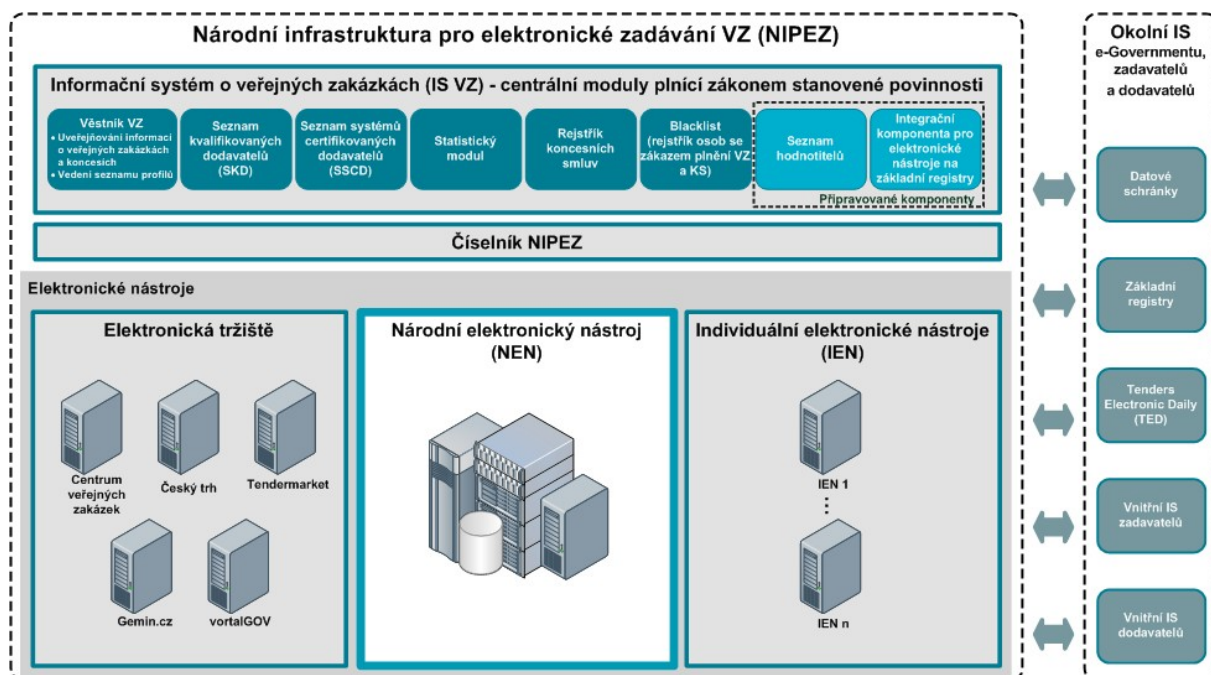 Národní infrastruktura pro elektronické zadávání VZ (NIPEZ)
Informační systém o veřejných zakázkách (IS VZ) - centrální moduly plnící zákonem stanovené povinnosti
Věstník VZ
▪ Uveřejňování informací
o veřejných zakázkách
a koncesích
▪ Vedení seznamu profilů
Seznam
kvalifikovaných
dodavatelů
(SKD)
Seznam systémů
certifikovaných
dodavatelů
(SSCD)
Statistický
modul
Rejstřík
koncesních
smluv
Blacklist
(rejstřík osob se
zákazem plnění VZ
a KS)
Seznam
hodnotitelů
Integrační
komponenta pro
elektronické
nástroje na
základní registry
Připravované komponenty
Číselník NIPEZ
Elektronické nástroje
Elektronická tržiště
Centrum
veřejných
zakázek
Český trh
Tendermarket
Gemin.cz
vortalGOV
Národní elektronický nástroj
(NEN)
Individuální elektronické nástroje
(IEN)
IEN 1
IEN n
Okolní IS
e-Governmentu,
zadavatelů
a dodavatelů
Datové
schránky
Základní
registry
Tenders
Electronic Daily
(TED)
Vnitřní IS
zadavatelů
Vnitřní IS
dodavatelů